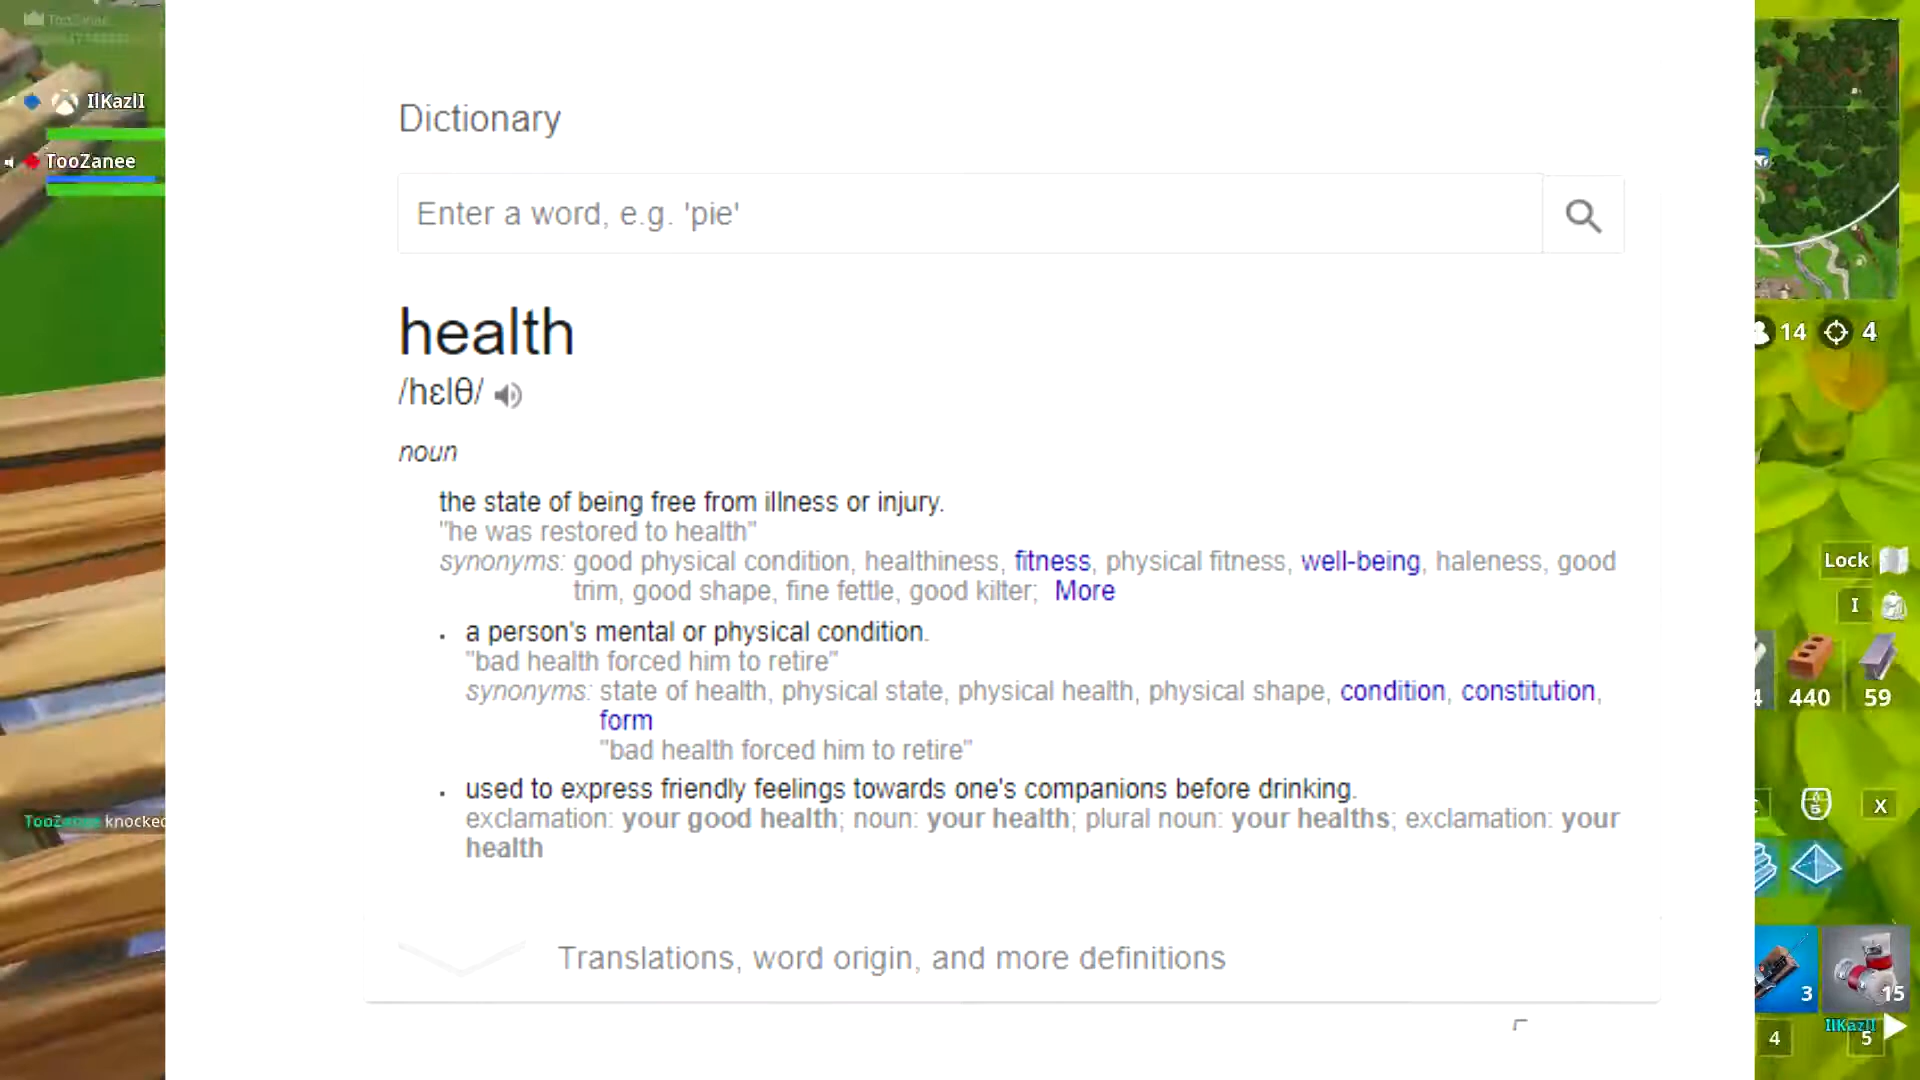 TooZanee
IlKazlI
TooZanee
Dictionary
Enter a word, e.g. 'pie'
health
/hɛlθ/
noun
the state of being free from illness or injury.
"he was restored to health"
synonyms: good physical condition, healthiness, fitness, physical fitness, well-being, haleness, good
trim, good shape, fine fettle, good kilter; More
. a person's mental or physical condition.
"bad health forced him to retire"
synonyms: state of health, physical state, physical health, physical shape, condition, constitution,
form
"bad health forced him to retire"
. used to express friendly feelings towards one's companions before drinking.
exclamation: your good health; noun: your health; plural noun: your healths; exclamation: your
health
Translations, word origin, and more definitions
TooZanee knocked
14 4
Lock
I
4 440 59
5 X
3 15
IlKazlI
4 5